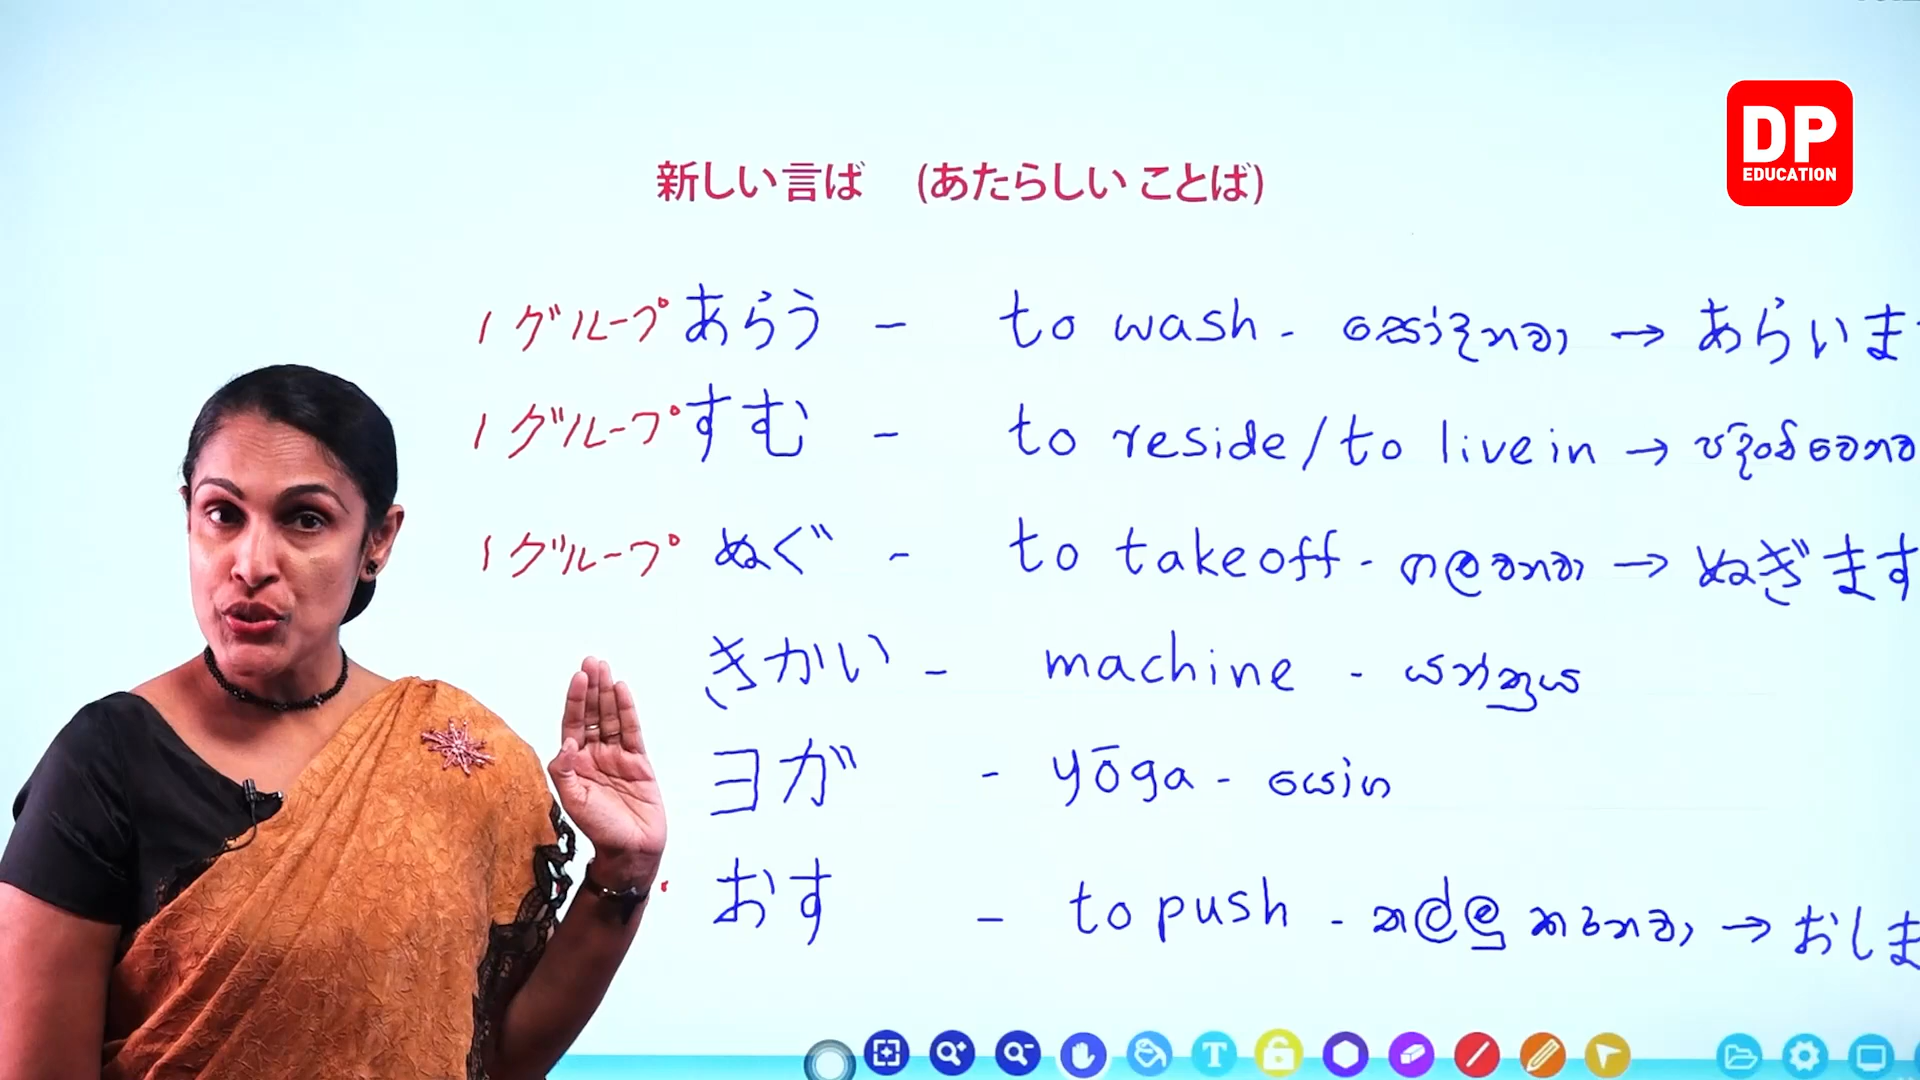 DP
EDUCATION
新しい言ば (あたらしい ことば)
1 グループ あらう - to wash - සෝදනවා → あらいま
1 グループ すむ - to reside / to live in → පදිංචි වෙනව
1 グループ ぬぐ - to takeoff - ගලවනවා → ぬぎます
きかい - machine - යන්ත්‍රය
ヨガ - yōga - යෝග
おす - to push - තල්ලු කරනවා → おしま